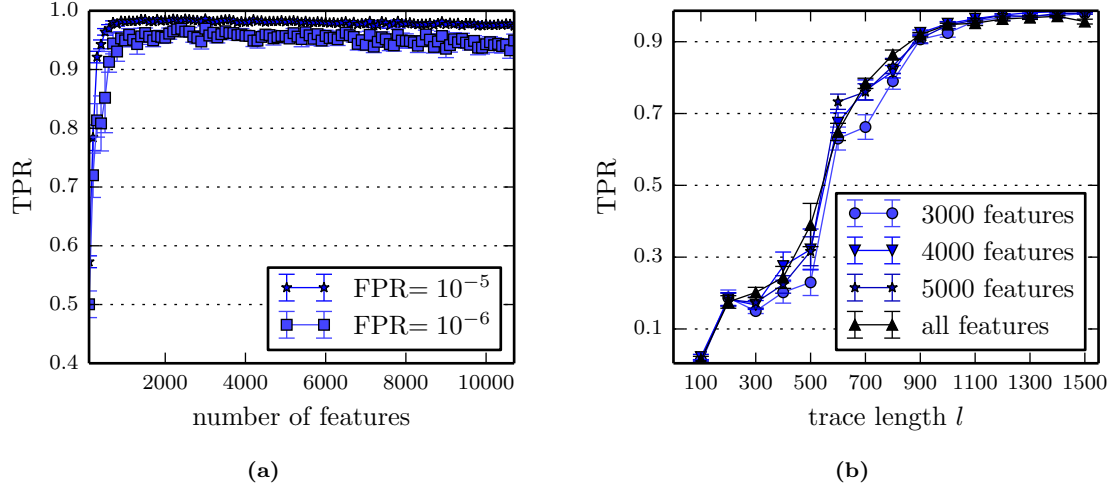 1.0
0.9
0.8
0.7
0.6
0.5
0.4
TPR
2000 4000 6000 8000 10000
number of features
FPR= 10⁻⁵
FPR= 10⁻⁶
(a)
0.9
0.7
0.5
0.3
0.1
TPR
100 300 500 700 900 1100 1300 1500
trace length l
3000 features
4000 features
5000 features
all features
(b)